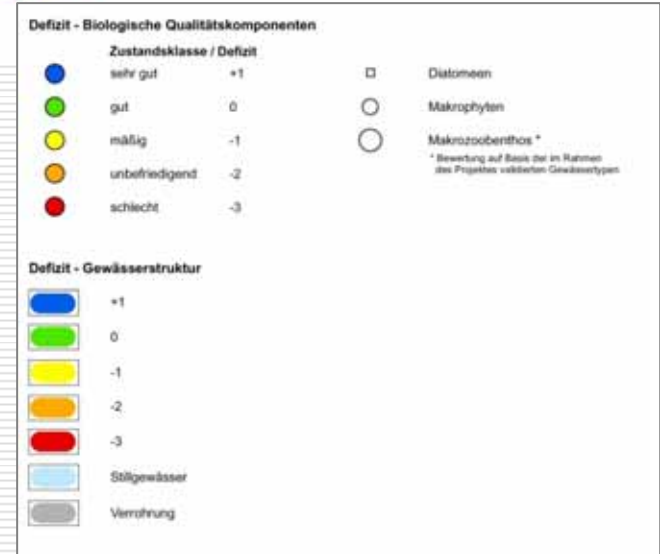 Defizit - Biologische Qualitätskomponenten
Zustandsklasse / Defizit
sehr gut +1
gut 0
mäßig -1
unbefriedigend -2
schlecht -3
Diatomeen
Makrophyten
Makrozoobenthos *
* Bewertung auf Basis der im Rahmen
des Projektes validierten Gewässertypen
Defizit - Gewässerstruktur
+1
0
-1
-2
-3
Stillgewässer
Verrohrung